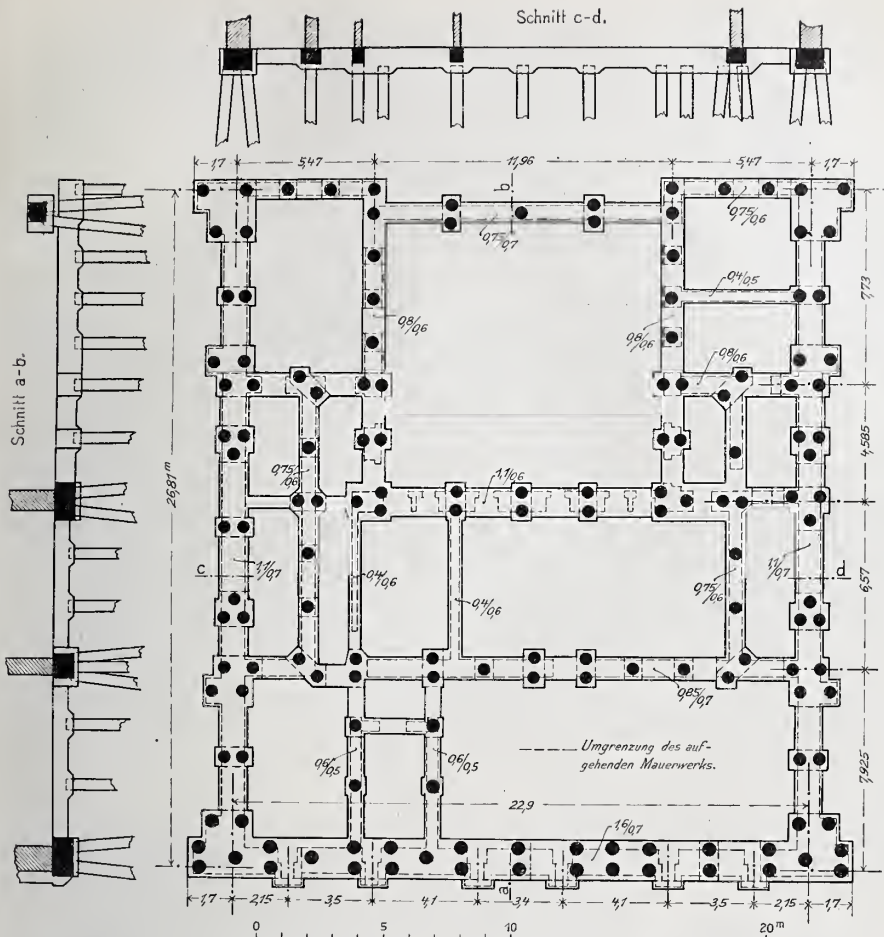 Schnitt c-d.
1,7 5,47 11,96 5,47 1,7
b
0,75/0,7
0,75/0,6
0,4/0,5
0,8/0,6
0,8/0,6
0,8/0,6
7,73
Schnitt a-b.
26,81 m
4,585
0,75/0,6
1,1/0,6
c
1,1/0,7
0,4/0,6
0,4/0,6
0,75/0,6
1,1/0,7
d
6,57
0,85/0,7
0,6/0,5
0,6/0,5
Umgrenzung des auf-
gehenden Mauerwerks.
7,925
22,9
1,6/0,7
a
1,7 2,15 3,5 4,1 3,4 4,1 3,5 2,15 1,7
0 5 10 20 m